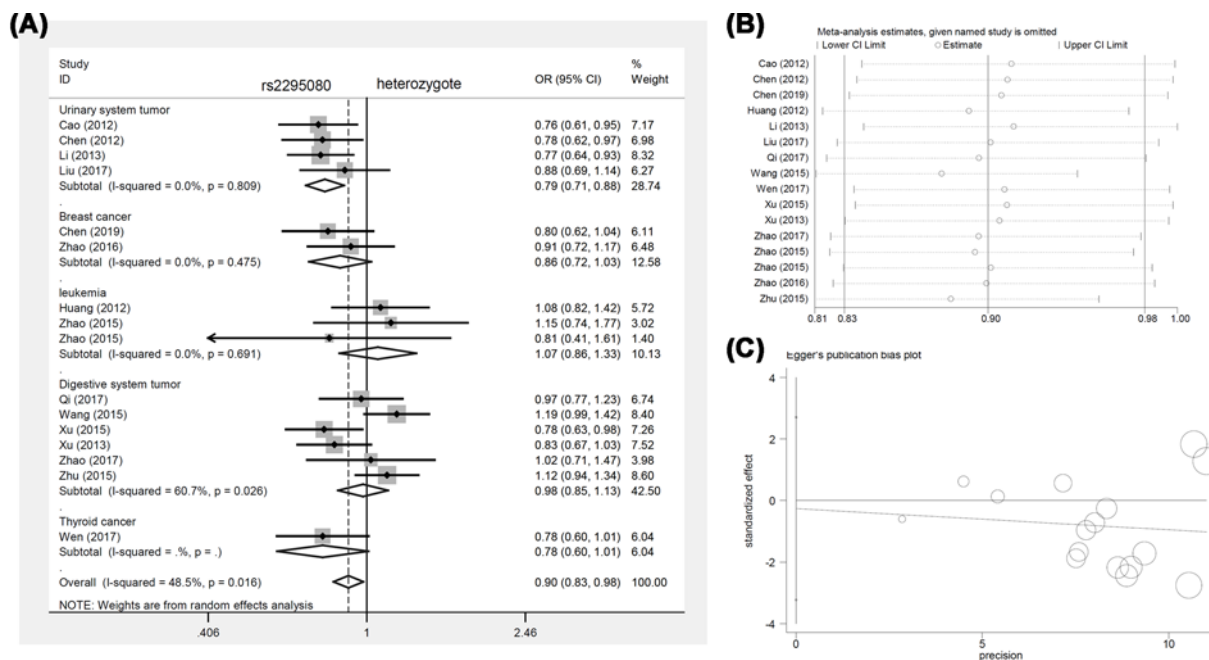 (A)
Study
ID
rs2295080 heterozygote
OR (95% CI)
%
Weight
Urinary system tumor
Cao (2012) 0.76 (0.61, 0.95) 7.17
Chen (2012) 0.78 (0.62, 0.97) 6.98
Li (2013) 0.77 (0.64, 0.93) 8.32
Liu (2017) 0.88 (0.69, 1.14) 6.27
Subtotal (I-squared = 0.0%, p = 0.809) 0.79 (0.71, 0.88) 28.74
.
Breast cancer
Chen (2019) 0.80 (0.62, 1.04) 6.11
Zhao (2016) 0.91 (0.72, 1.17) 6.48
Subtotal (I-squared = 0.0%, p = 0.475) 0.86 (0.72, 1.03) 12.58
.
leukemia
Huang (2012) 1.08 (0.82, 1.42) 5.72
Zhao (2015) 1.15 (0.74, 1.77) 3.02
Zhao (2015) 0.81 (0.41, 1.61) 1.40
Subtotal (I-squared = 0.0%, p = 0.691) 1.07 (0.86, 1.33) 10.13
.
Digestive system tumor
Qi (2017) 0.97 (0.77, 1.23) 6.74
Wang (2015) 1.19 (0.99, 1.42) 8.40
Xu (2015) 0.78 (0.63, 0.98) 7.26
Xu (2013) 0.83 (0.67, 1.03) 7.52
Zhao (2017) 1.02 (0.71, 1.47) 3.98
Zhu (2015) 1.12 (0.94, 1.34) 8.60
Subtotal (I-squared = 60.7%, p = 0.026) 0.98 (0.85, 1.13) 42.50
.
Thyroid cancer
Wen (2017) 0.78 (0.60, 1.01) 6.04
Subtotal (I-squared = .%, p = .) 0.78 (0.60, 1.01) 6.04
.
Overall (I-squared = 48.5%, p = 0.016) 0.90 (0.83, 0.98) 100.00
NOTE: Weights are from random effects analysis
.406 1 2.46
(B)
Meta-analysis estimates, given named study is omitted
Lower CI Limit Estimate Upper CI Limit
Cao (2012)
Chen (2012)
Chen (2019)
Huang (2012)
Li (2013)
Liu (2017)
Qi (2017)
Wang (2015)
Wen (2017)
Xu (2015)
Xu (2013)
Zhao (2017)
Zhao (2015)
Zhao (2015)
Zhao (2016)
Zhu (2015)
0.81 0.83 0.90 0.98 1.00
(C)
Egger's publication bias plot
standardized effect
4
2
0
-2
-4
0 5 10
precision